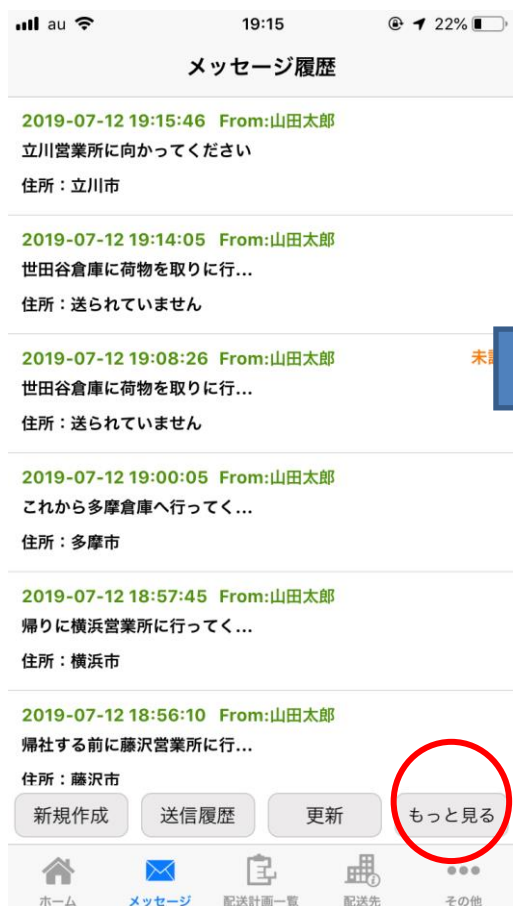 au 19:15 22%
メッセージ履歴
2019-07-12 19:15:46 From:山田太郎
立川営業所に向かってください
住所：立川市
2019-07-12 19:14:05 From:山田太郎
世田谷倉庫に荷物を取りに行...
住所：送られていません
2019-07-12 19:08:26 From:山田太郎 未
世田谷倉庫に荷物を取りに行...
住所：送られていません
2019-07-12 19:00:05 From:山田太郎
これから多摩倉庫へ行ってく...
住所：多摩市
2019-07-12 18:57:45 From:山田太郎
帰りに横浜営業所に行ってく...
住所：横浜市
2019-07-12 18:56:10 From:山田太郎
帰社する前に藤沢営業所に行...
住所：藤沢市
新規作成 送信履歴 更新 もっと見る
ホーム メッセージ 配送計画一覧 配送先 その他